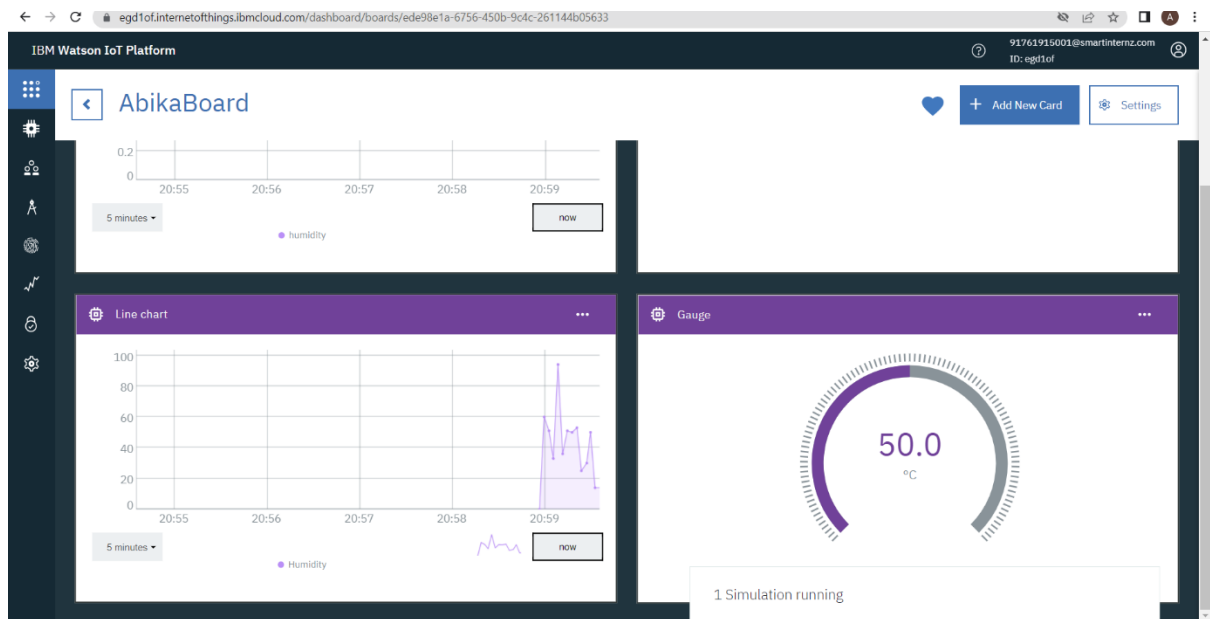 egd1of.internetofthings.ibmcloud.com/dashboard/boards/ede98e1a-6756-450b-9c4c-261144b05633
A
IBM Watson IoT Platform
91761915001@smartinternz.com
ID: egd1of
AbikaBoard
Add New Card
Settings
0.2
0
20:55 20:56 20:57 20:58 20:59
5 minutes
now
humidity
Line chart
100
80
60
40
20
0
20:55 20:56 20:57 20:58 20:59
5 minutes
now
Humidity
Gauge
50.0
°C
1 Simulation running